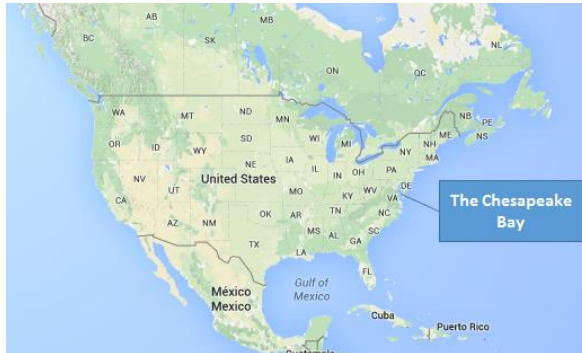 AB
MB
BC
SK
NL
ON
QC
NB
PE
NS
WA
MT
ND
MN
OR
ID
WY
SD
WI
MI
ME
NH
NY
MA
NV
UT
NE
IA
IL
IN
OH
PA
CA
United States
MO
KY
WV
VA
DE
AZ
NM
OK
AR
TN
NC
TX
LA
MS
AL
GA
SC
FL
The Chesapeake
Bay
México
Mexico
Gulf of
Mexico
Cuba
Puerto Rico
Guatemala